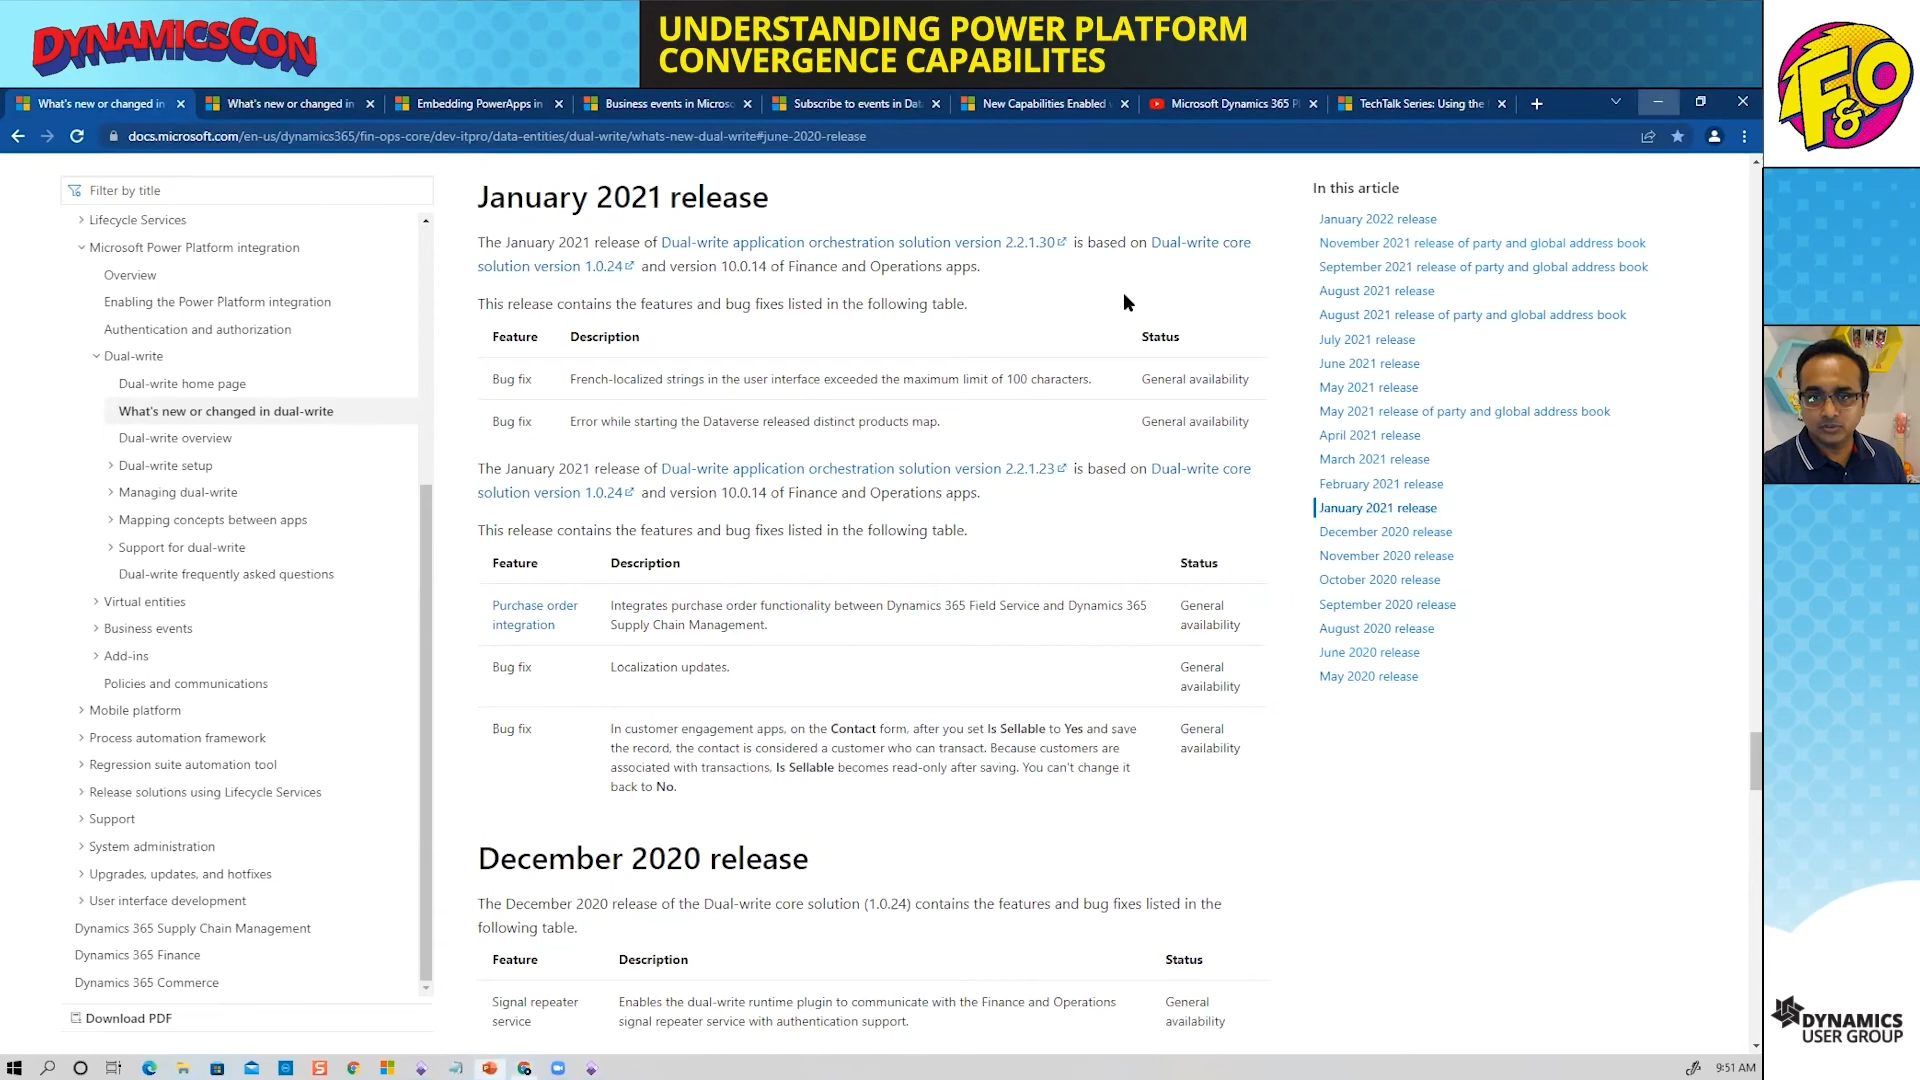 DYNAMICSCON
UNDERSTANDING POWER PLATFORM
CONVERGENCE CAPABILITES
F&O
What's new or changed in
What's new or changed in
Embedding PowerApps in
Business events in Micros
Subscribe to events in Dat
New Capabilities Enabled
Microsoft Dynamics 365 P
TechTalk Series: Using the
docs.microsoft.com/en-us/dynamics365/fin-ops-core/dev-itpro/data-entities/dual-write/whats-new-dual-write#june-2020-release
Filter by title
Lifecycle Services
Microsoft Power Platform integration
Overview
Enabling the Power Platform integration
Authentication and authorization
Dual-write
Dual-write home page
What's new or changed in dual-write
Dual-write overview
Dual-write setup
Managing dual-write
Mapping concepts between apps
Support for dual-write
Dual-write frequently asked questions
Virtual entities
Business events
Add-ins
Policies and communications
Mobile platform
Process automation framework
Regression suite automation tool
Release solutions using Lifecycle Services
Support
System administration
Upgrades, updates, and hotfixes
User interface development
Dynamics 365 Supply Chain Management
Dynamics 365 Finance
Dynamics 365 Commerce
Download PDF
January 2021 release
The January 2021 release of Dual-write application orchestration solution version 2.2.1.30 is based on Dual-write core
solution version 1.0.24 and version 10.0.14 of Finance and Operations apps.
This release contains the features and bug fixes listed in the following table.
Feature Description Status
Bug fix French-localized strings in the user interface exceeded the maximum limit of 100 characters. General availability
Bug fix Error while starting the Dataverse released distinct products map. General availability
The January 2021 release of Dual-write application orchestration solution version 2.2.1.23 is based on Dual-write core
solution version 1.0.24 and version 10.0.14 of Finance and Operations apps.
This release contains the features and bug fixes listed in the following table.
Feature Description Status
Purchase order Integrates purchase order functionality between Dynamics 365 Field Service and Dynamics 365 General
integration Supply Chain Management. availability
Bug fix Localization updates. General
availability
Bug fix In customer engagement apps, on the Contact form, after you set Is Sellable to Yes and save General
the record, the contact is considered a customer who can transact. Because customers are availability
associated with transactions, Is Sellable becomes read-only after saving. You can't change it
back to No.
December 2020 release
The December 2020 release of the Dual-write core solution (1.0.24) contains the features and bug fixes listed in the
following table.
Feature Description Status
Signal repeater Enables the dual-write runtime plugin to communicate with the Finance and Operations General
service signal repeater service with authentication support. availability
In this article
January 2022 release
November 2021 release of party and global address book
September 2021 release of party and global address book
August 2021 release
August 2021 release of party and global address book
July 2021 release
June 2021 release
May 2021 release
May 2021 release of party and global address book
April 2021 release
March 2021 release
February 2021 release
January 2021 release
December 2020 release
November 2020 release
October 2020 release
September 2020 release
August 2020 release
June 2020 release
May 2020 release
DYNAMICS
USER GROUP
9:51 AM